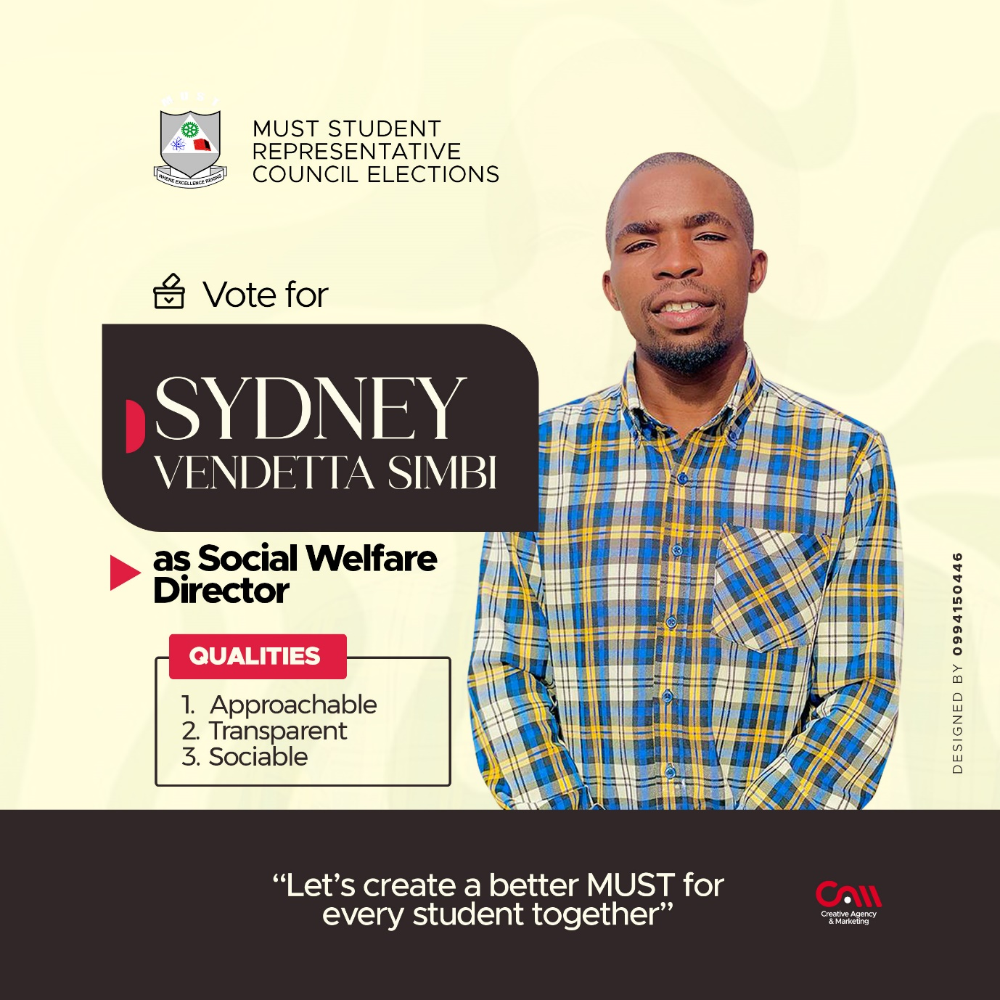 MUST
WHERE EXCELLENCE REIGNS
MUST STUDENT
REPRESENTATIVE
COUNCIL ELECTIONS
Vote for
SYDNEY
VENDETTA SIMBI
as Social Welfare
Director
QUALITIES
1. Approachable
2. Transparent
3. Sociable
DESIGNED BY 0994150446
“Let’s create a better MUST for
every student together”
Cam
Creative Agency
& Marketing